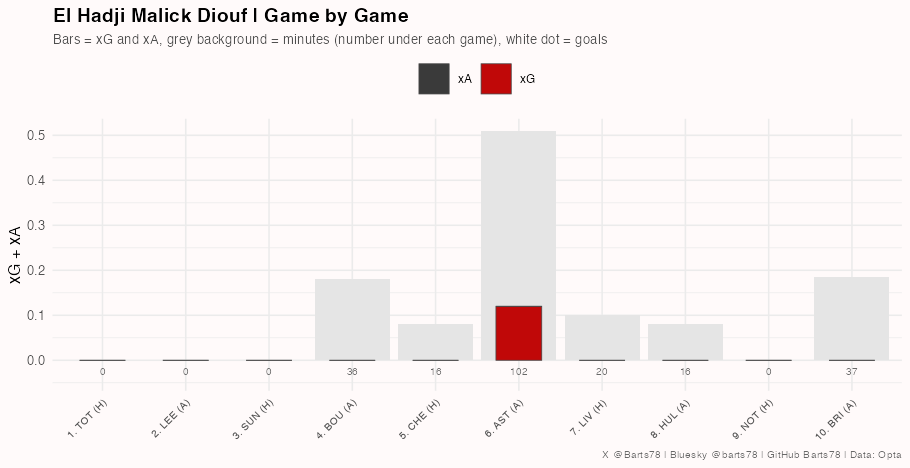 El Hadji Malick Diouf | Game by Game
Bars = xG and xA, grey background = minutes (number under each game), white dot = goals
xA xG
xG + xA
0.5
0.4
0.3
0.2
0.1
0.0
0 0 0 36 16 102 20 16 0 37
1. TOT (H)
2. LEE (A)
3. SUN (H)
4. BOU (A)
5. CHE (H)
6. AST (A)
7. LIV (H)
8. HUL (A)
9. NOT (H)
10. BRI (A)
X @Barts78 | Bluesky @barts78 | GitHub Barts78 | Data: Opta